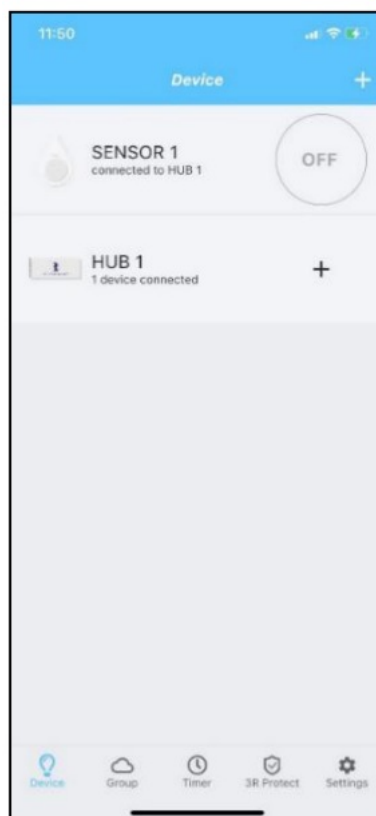 11:50
Device
+
SENSOR 1
connected to HUB 1
OFF
HUB 1
1 device connected
+
Device
Group
Timer
3R Protect
Settings